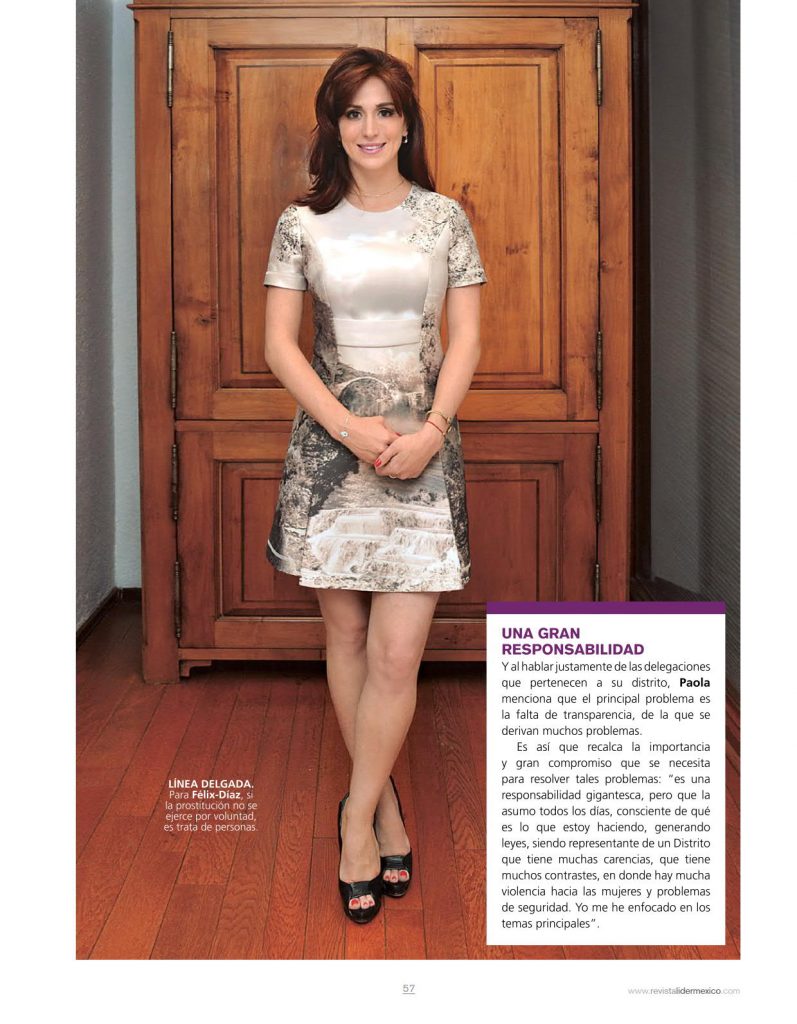 UNA GRAN
RESPONSABILIDAD
Y al hablar justamente de las delegaciones
que pertenecen a su distrito, Paola
menciona que el principal problema es
la falta de transparencia, de la que se
derivan muchos problemas.
Es así que recalca la importancia
y gran compromiso que se necesita
para resolver tales problemas: “es una
responsabilidad gigantesca, pero que la
asumo todos los días, consciente de qué
es lo que estoy haciendo, generando
leyes, siendo representante de un Distrito
que tiene muchas carencias, que tiene
muchos contrastes, en donde hay mucha
violencia hacia las mujeres y problemas
de seguridad. Yo me he enfocado en los
temas principales”.
LÍNEA DELGADA.
Para Félix-Díaz, si
la prostitución no se
ejerce por voluntad,
es trata de personas.
57
www.revistalidermexico.com